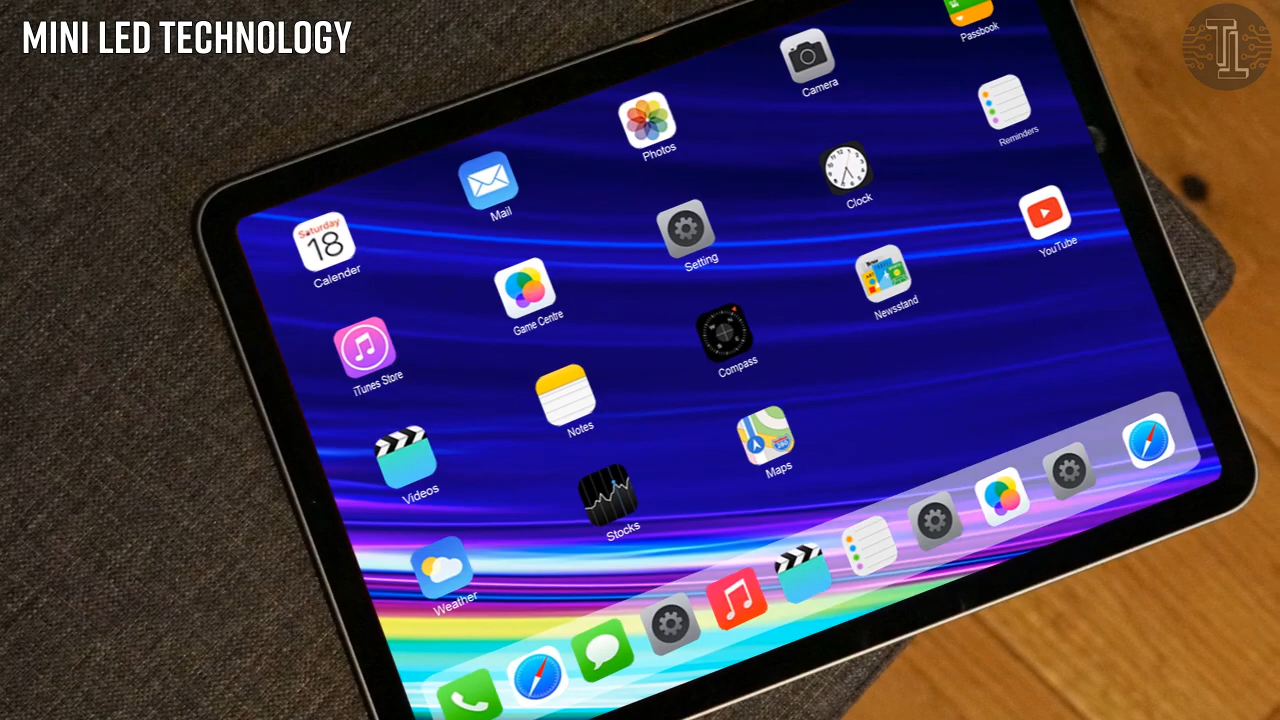 MINI LED TECHNOLOGY
Passbook
Camera
Photos
Reminders
Mail
Clock
Saturday
18
Calender
Setting
YouTube
Game Centre
Newsstand
iTunes Store
Compass
Notes
Videos
Maps
Stocks
Weather